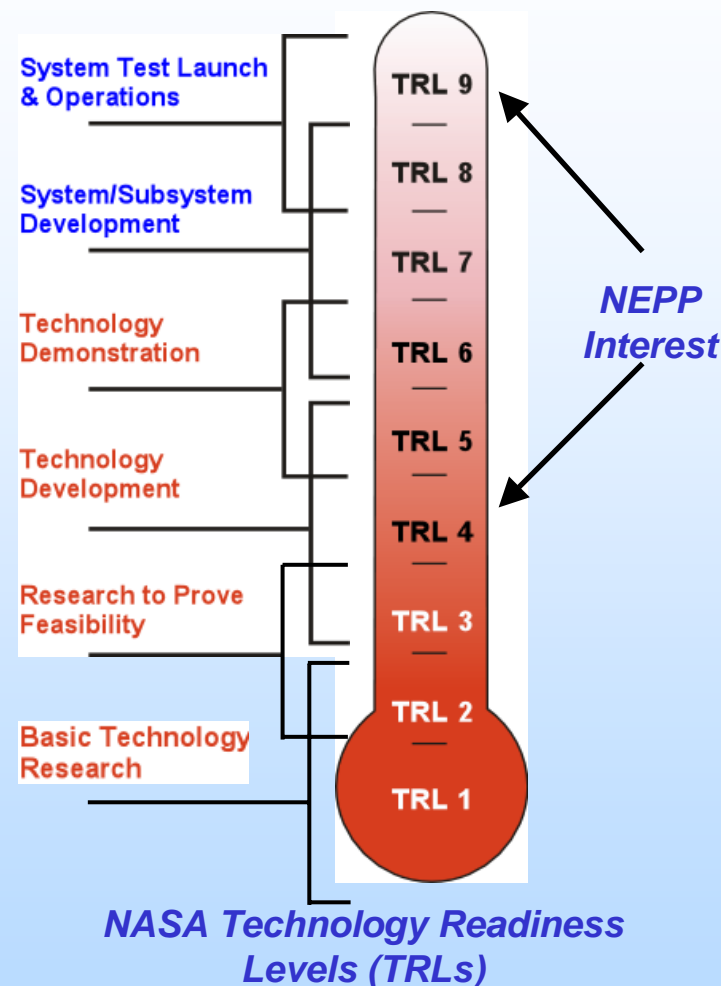 System Test Launch
& Operations
System/Subsystem
Development
Technology
Demonstration
Technology
Development
Research to Prove
Feasibility
Basic Technology
Research
TRL 9
TRL 8
TRL 7
TRL 6
TRL 5
TRL 4
TRL 3
TRL 2
TRL 1
NEPP
Interest
NASA Technology Readiness
Levels (TRLs)